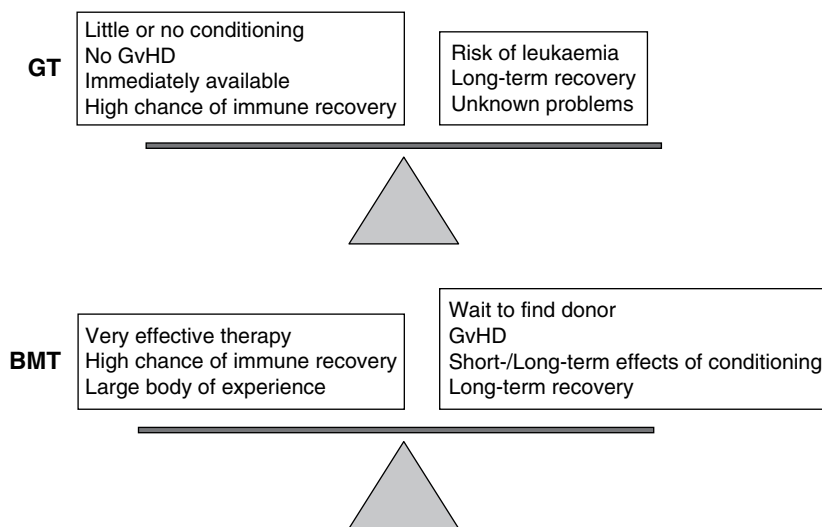 GT
Little or no conditioning
No GvHD
Immediately available
High chance of immune recovery
Risk of leukaemia
Long-term recovery
Unknown problems
BMT
Very effective therapy
High chance of immune recovery
Large body of experience
Wait to find donor
GvHD
Short-/Long-term effects of conditioning
Long-term recovery